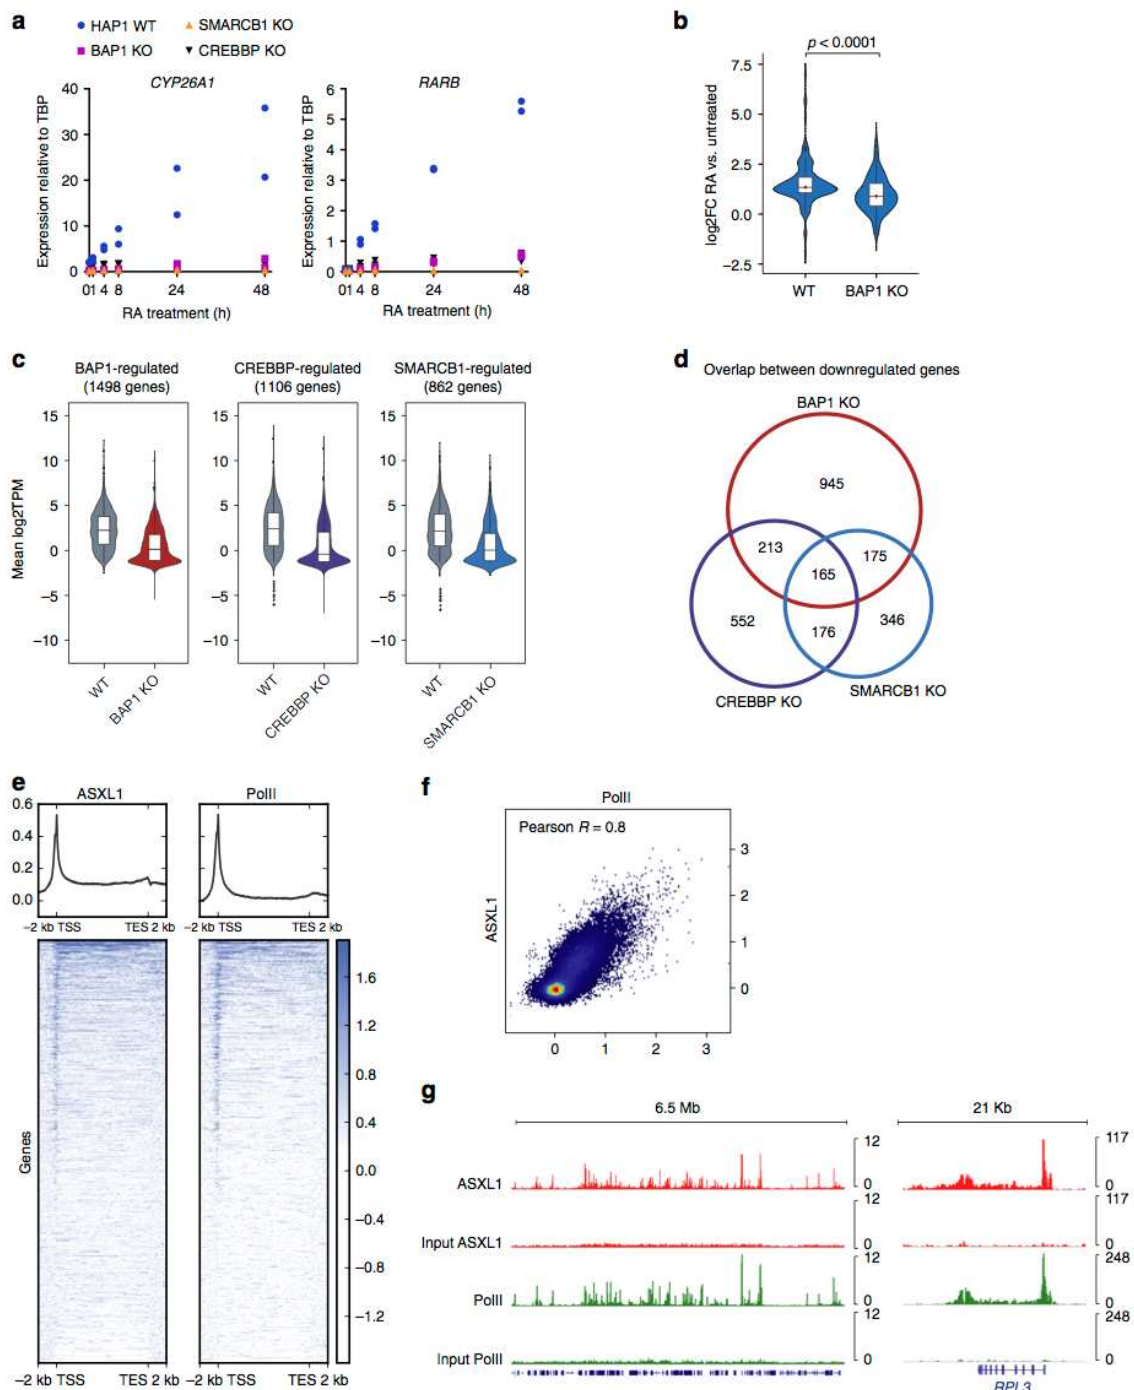 a
HAP1 WT
SMARCB1 KO
BAP1 KO
CREBBP KO
CYP26A1
Expression relative to TBP
40
30
20
10
0
01 4 8 24 48
RA treatment (h)
RARB
Expression relative to TBP
6
5
4
3
2
1
0
01 4 8 24 48
RA treatment (h)
b
p < 0.0001
log2FC RA vs. untreated
7.5
2.5
0.0
−2.5
WT BAP1 KO
c
BAP1-regulated
(1498 genes)
CREBBP-regulated
(1106 genes)
SMARCB1-regulated
(862 genes)
Mean log2TPM
15
10
5
0
−5
−10
WT
BAP1 KO
15
10
5
0
−5
−10
WT
CREBBP KO
15
10
5
0
−5
−10
WT
SMARCB1 KO
d
Overlap between downregulated genes
BAP1 KO
945
213
175
165
552
176
346
CREBBP KO
SMARCB1 KO
e
ASXL1
PolII
0.6
0.4
0.2
0.0
−2 kb TSS TES 2 kb
−2 kb TSS TES 2 kb
Genes
1.6
1.2
0.8
0.4
0.0
−0.4
−0.8
−1.2
−2 kb TSS TES 2 kb
−2 kb TSS TES 2 kb
f
PolII
Pearson R = 0.8
ASXL1
3
2
1
0
0 1 2 3
g
6.5 Mb
21 Kb
ASXL1
12
0
117
0
Input ASXL1
12
0
117
0
PolII
12
0
248
0
Input PolII
12
0
248
0
RPL3